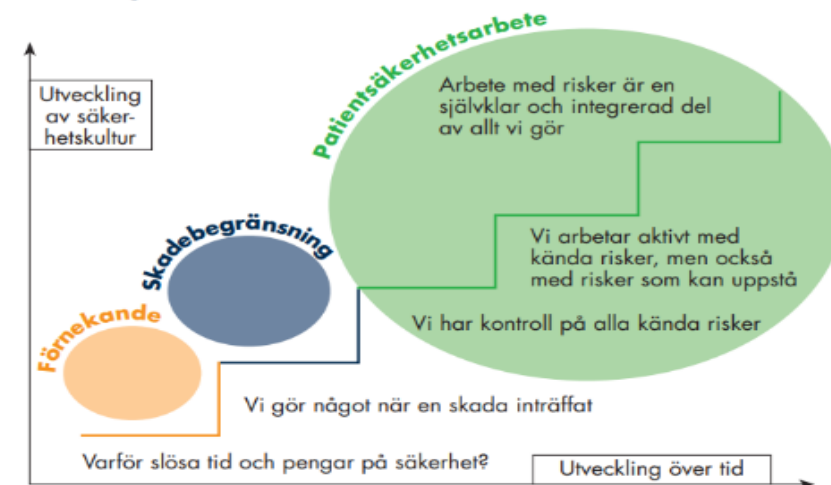 Patientsäkerhetsarbete
Arbete med risker är en
självklar och integrerad del
av allt vi gör
Utveckling
av säker-
hetskultur
Skadebegränsning
Vi arbetar aktivt med
kända risker, men också
med risker som kan uppstå
Förnekande
Vi har kontroll på alla kända risker
Vi gör något när en skada inträffat
Varför slösa tid och pengar på säkerhet?
Utveckling över tid